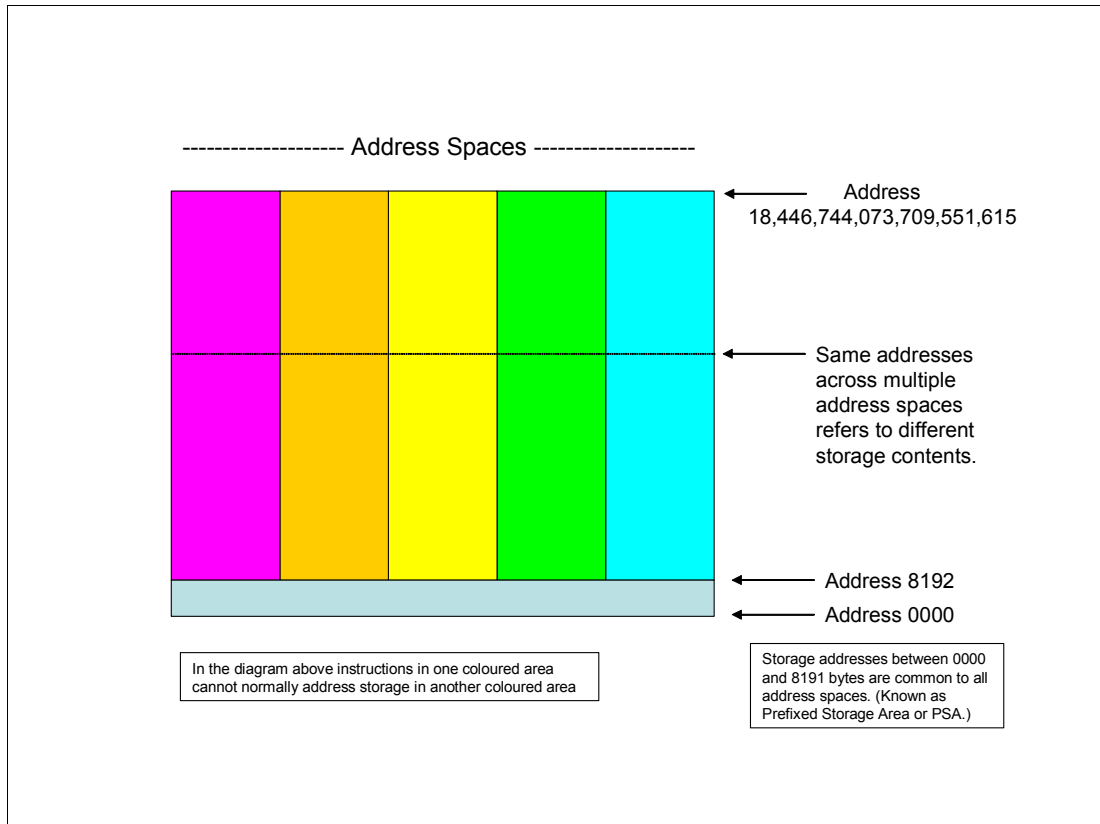 -------------------- Address Spaces --------------------
Address
18,446,744,073,709,551,615
Same addresses
across multiple
address spaces
refers to different
storage contents.
Address 8192
Address 0000
In the diagram above instructions in one coloured area
cannot normally address storage in another coloured area
Storage addresses between 0000
and 8191 bytes are common to all
address spaces. (Known as
Prefixed Storage Area or PSA.)